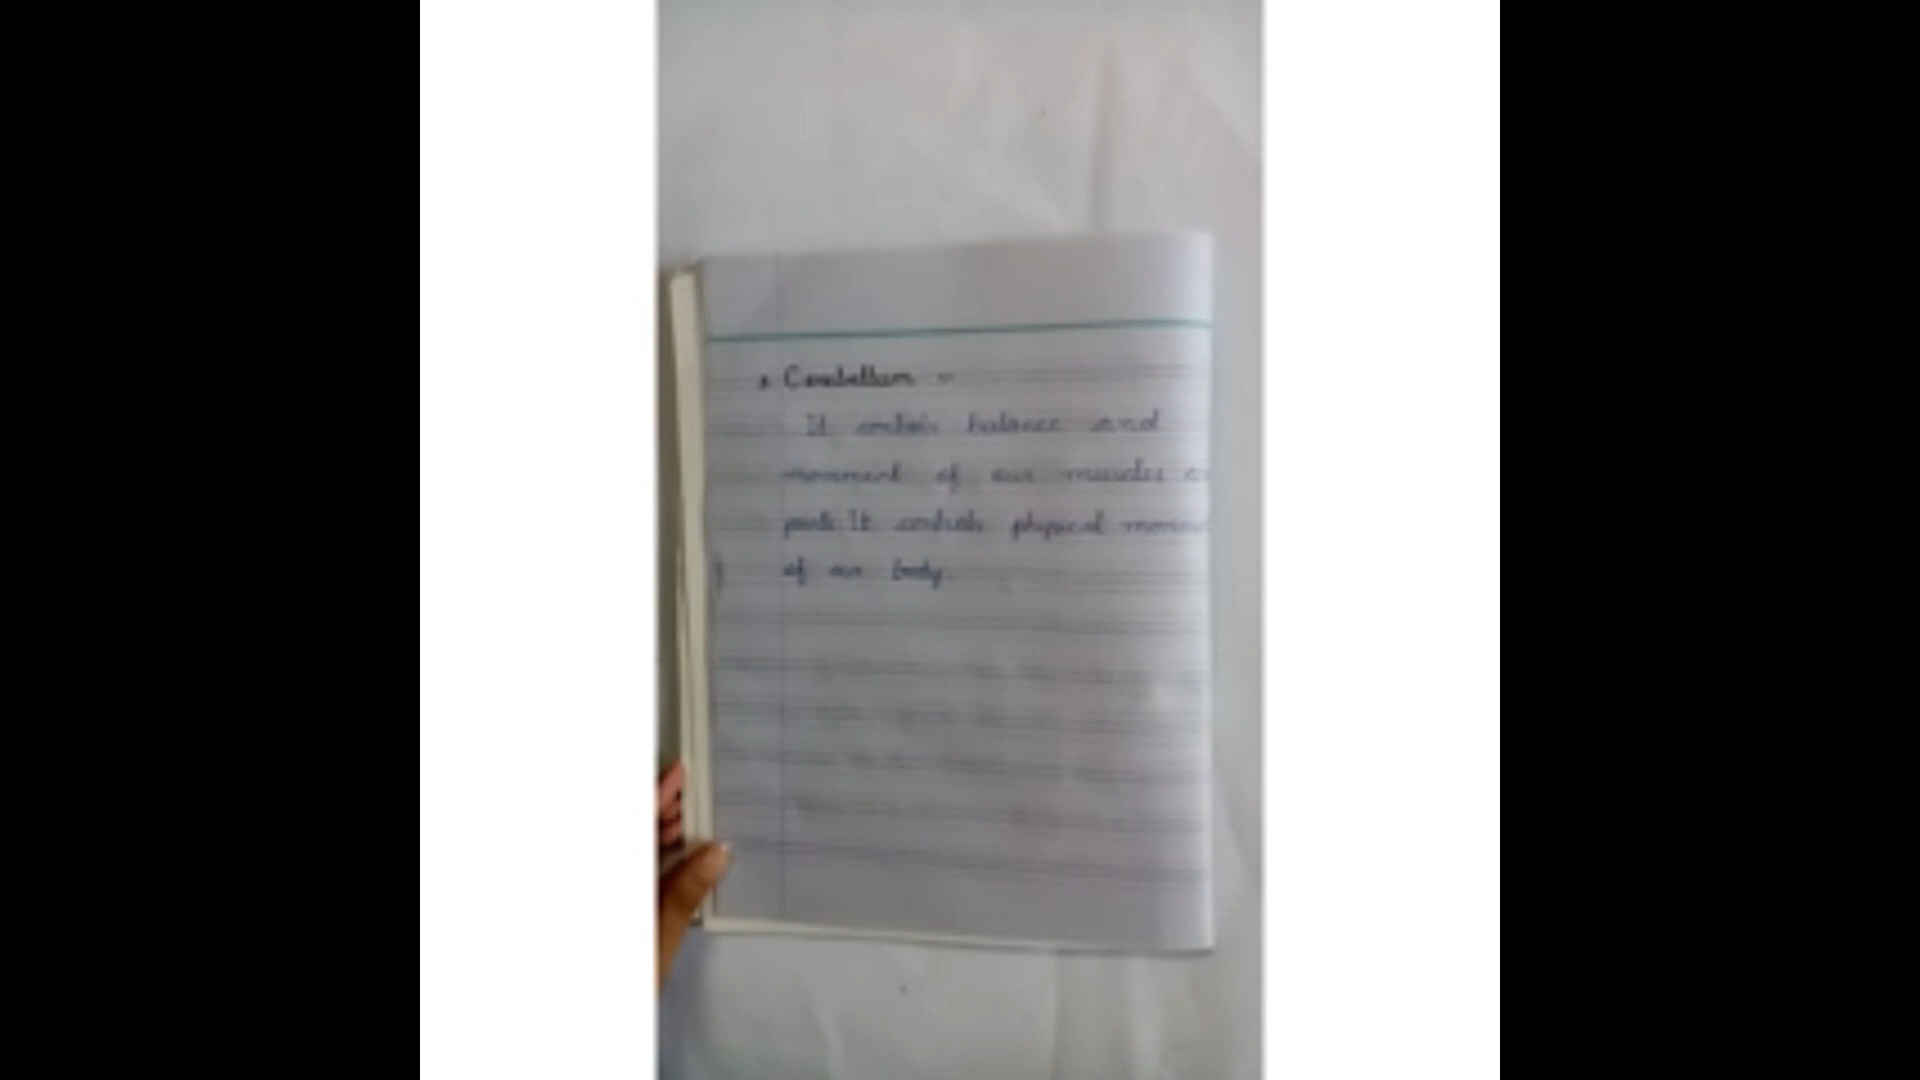 Cerebellum :-
It controls balance and
movement of our muscles
parts. It controls physical
of our body.